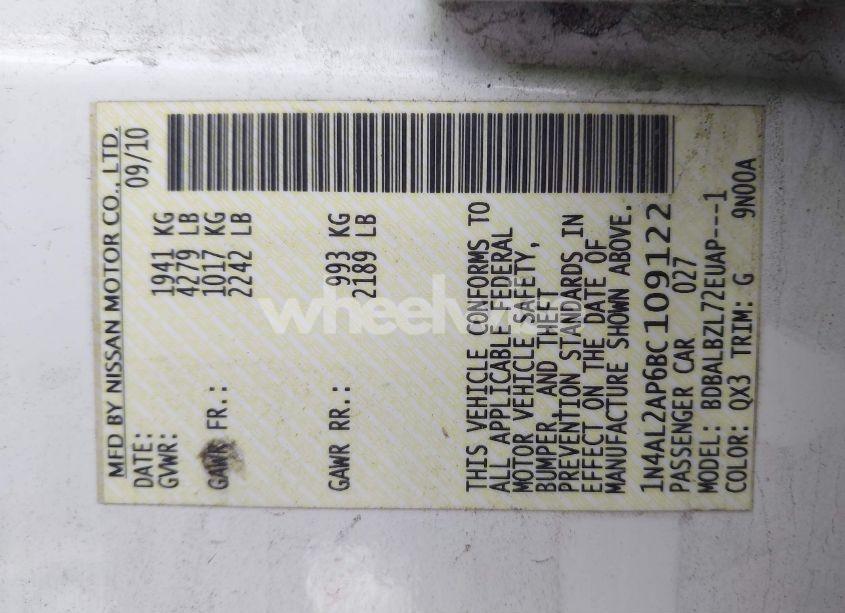 MFD BY NISSAN MOTOR CO., LTD.
DATE: 09/10
GVWR: 1941 KG
4279 LB
GAWR FR.: 1017 KG
2242 LB
GAWR RR.: 993 KG
2189 LB
THIS VEHICLE CONFORMS TO
ALL APPLICABLE FEDERAL
MOTOR VEHICLE SAFETY,
BUMPER, AND THEFT
PREVENTION STANDARDS IN
EFFECT ON THE DATE OF
MANUFACTURE SHOWN ABOVE.
1N4AL2AP6BC109122
PASSENGER CAR 027
MODEL: BDBALBZL72EUAP---1
COLOR: QX3 TRIM: G 9N00A